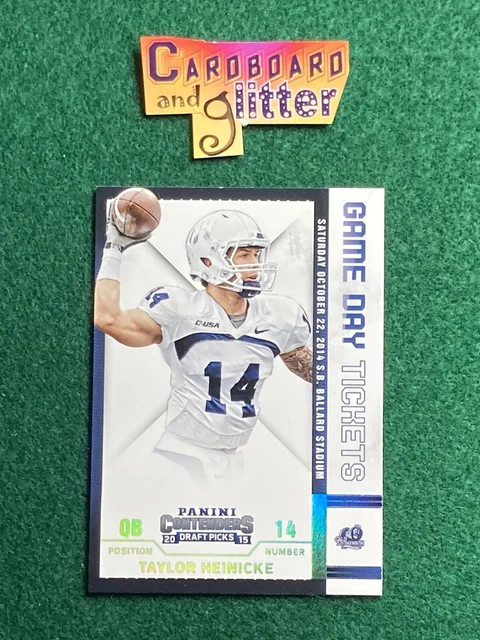 CARDBOARD
and glitter
GAME DAY TICKETS
SATURDAY OCTOBER 22, 2014 S.B. BALLARD STADIUM
14
C-USA
14
PANINI
CONTENDERS
20 DRAFT PICKS 15
QB
POSITION
14
NUMBER
TAYLOR HEINICKE